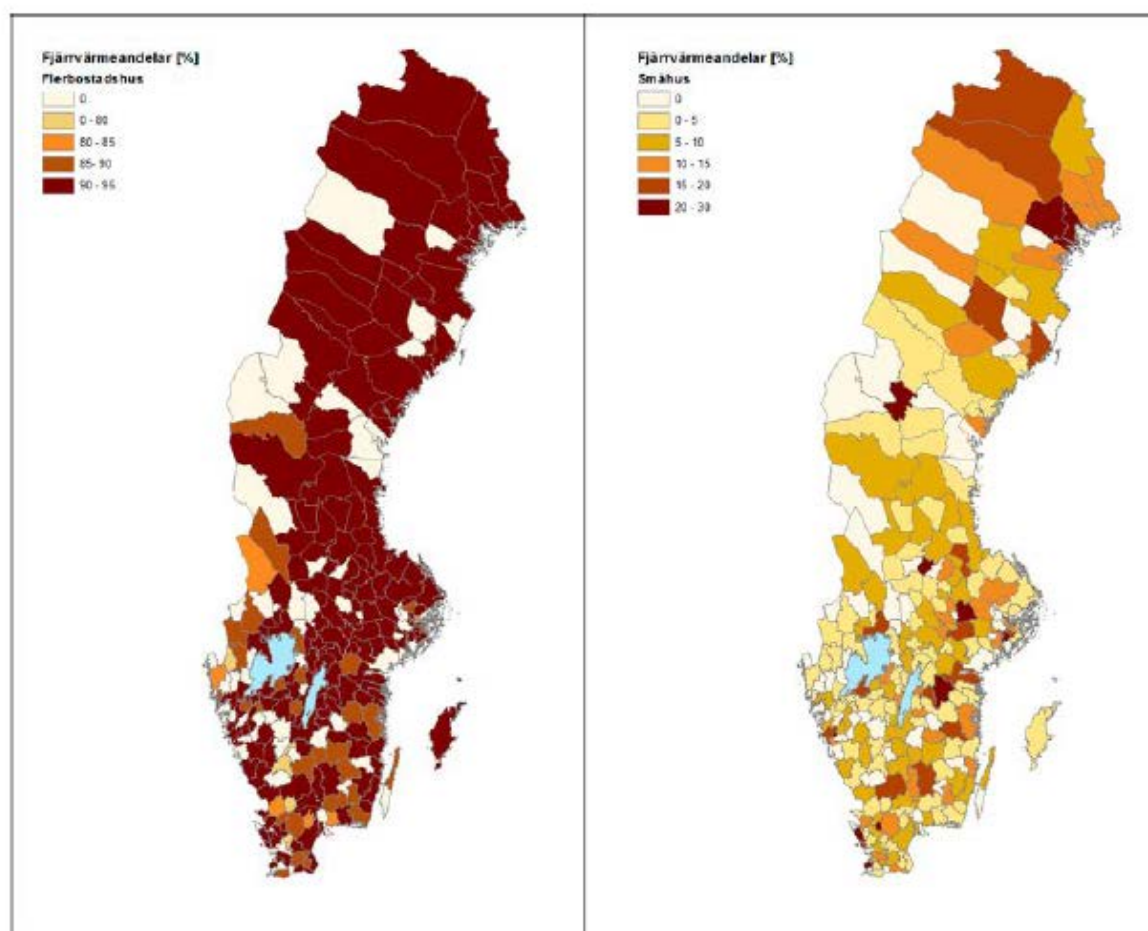 Fjärrvärmeandelar [%]
Flerbostadshus
0
0 - 80
80 - 85
85 - 90
90 - 95
Fjärrvärmeandelar [%]
Småhus
0
0 - 5
5 - 10
10 - 15
15 - 20
20 - 30